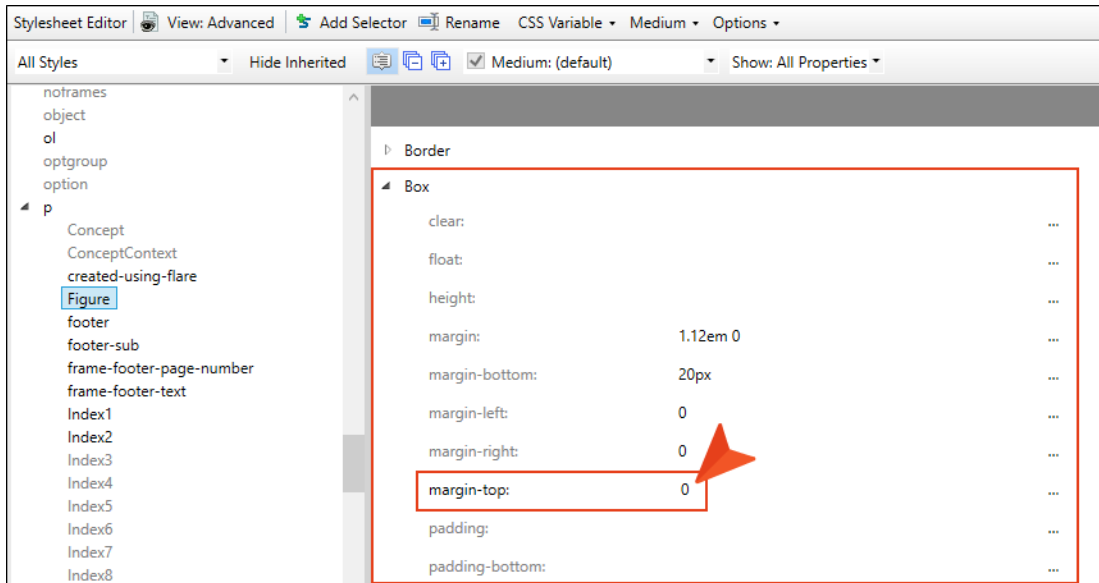 Stylesheet Editor View: Advanced Add Selector Rename CSS Variable Medium Options
All Styles Hide Inherited Medium: (default) Show: All Properties
noframes
object
ol
optgroup
option
p
Concept
ConceptContext
created-using-flare
Figure
footer
footer-sub
frame-footer-page-number
frame-footer-text
Index1
Index2
Index3
Index4
Index5
Index6
Index7
Index8
Border
Box
clear: ...
float: ...
height: ...
margin: 1.12em 0 ...
margin-bottom: 20px ...
margin-left: 0 ...
margin-right: 0 ...
margin-top: 0 ...
padding: ...
padding-bottom: ...